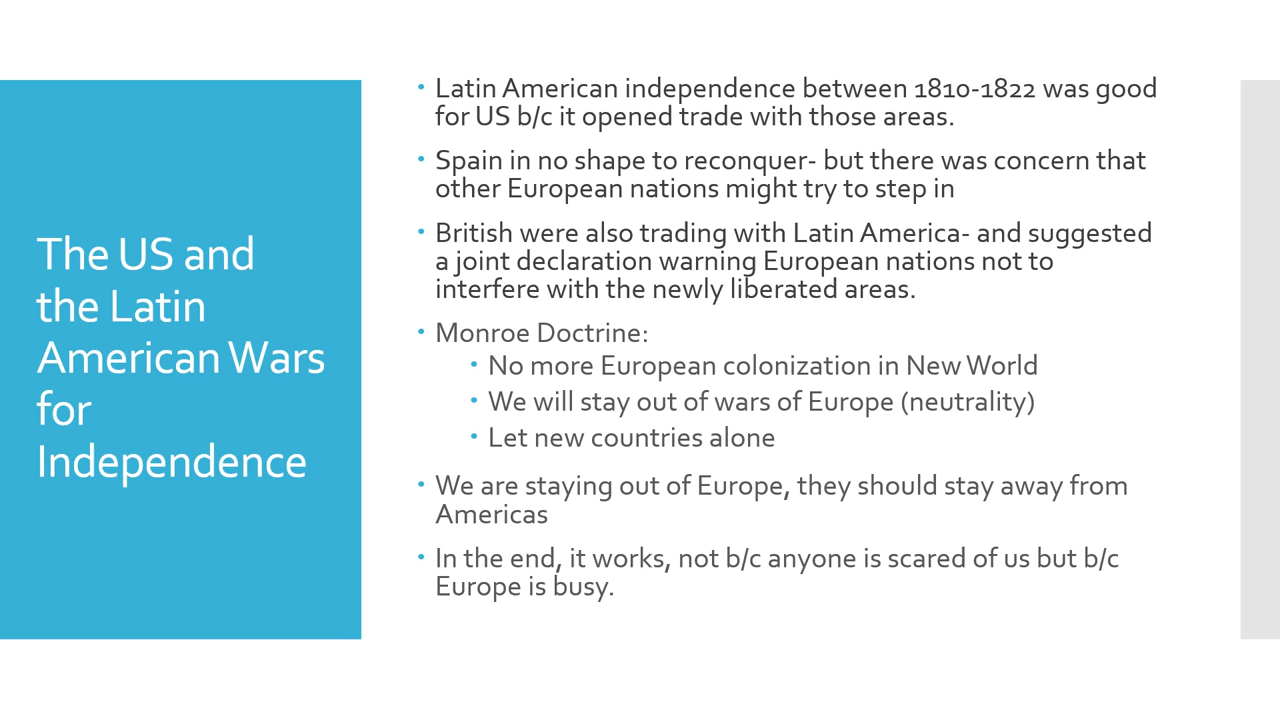 The US and
the Latin
American Wars
for
Independence
• Latin American independence between 1810-1822 was good
for US b/c it opened trade with those areas.
• Spain in no shape to reconquer- but there was concern that
other European nations might try to step in
• British were also trading with Latin America- and suggested
a joint declaration warning European nations not to
interfere with the newly liberated areas.
• Monroe Doctrine:
• No more European colonization in New World
• We will stay out of wars of Europe (neutrality)
• Let new countries alone
• We are staying out of Europe, they should stay away from
Americas
• In the end, it works, not b/c anyone is scared of us but b/c
Europe is busy.